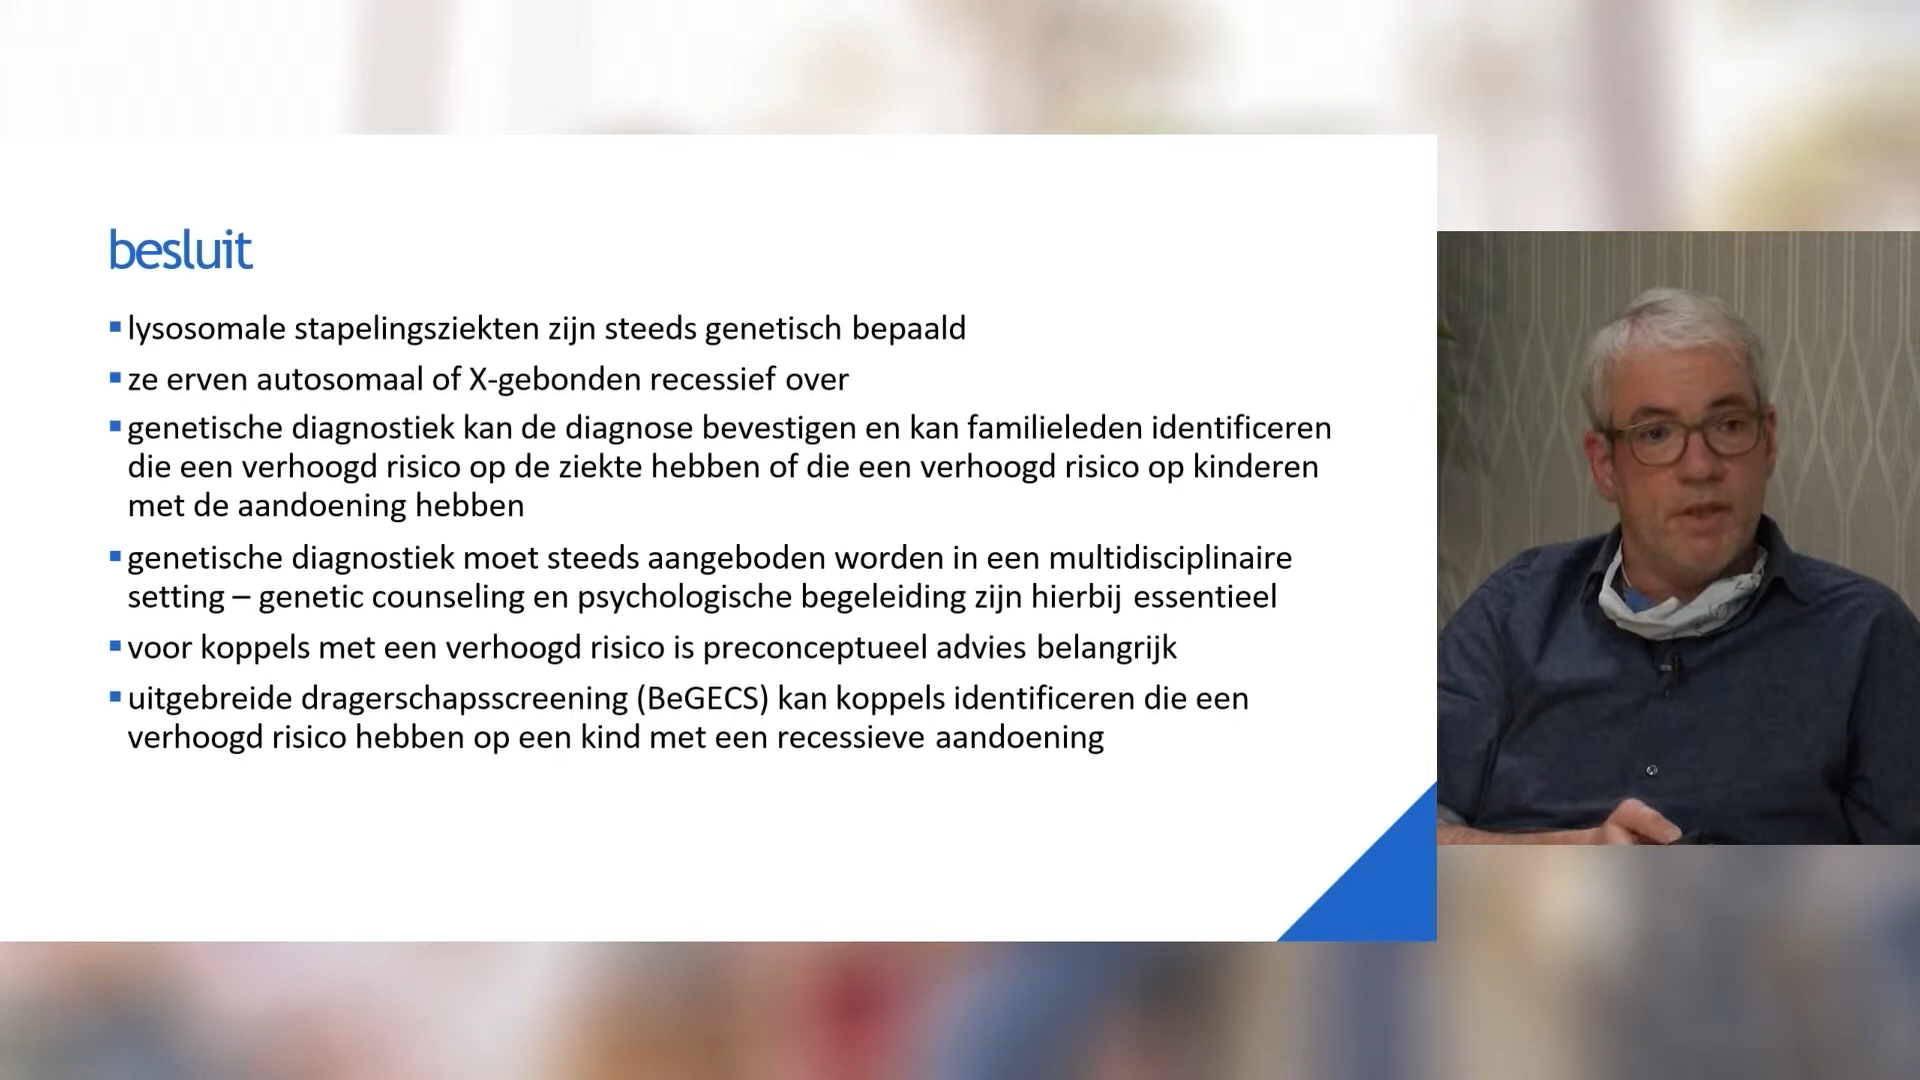 besluit
lysosomale stapelingsziekten zijn steeds genetisch bepaald
ze erven autosomaal of X-gebonden recessief over
genetische diagnostiek kan de diagnose bevestigen en kan familieleden identificeren
die een verhoogd risico op de ziekte hebben of die een verhoogd risico op kinderen
met de aandoening hebben
genetische diagnostiek moet steeds aangeboden worden in een multidisciplinaire
setting – genetic counseling en psychologische begeleiding zijn hierbij essentieel
voor koppels met een verhoogd risico is preconceptueel advies belangrijk
uitgebreide dragerschapsscreening (BeGECS) kan koppels identificeren die een
verhoogd risico hebben op een kind met een recessieve aandoening